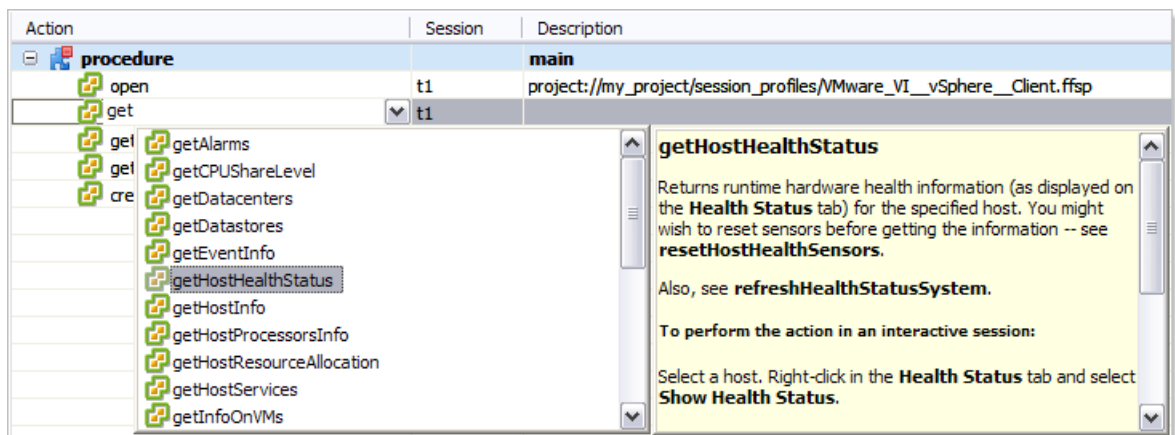 Action Session Description
procedure main
open t1 project://my_project/session_profiles/VMware_VI__vSphere__Client.ffsp
get t1
get
get
cre
getAlarms
getCPUShareLevel
getDatacenters
getDatastores
getEventInfo
getHostHealthStatus
getHostInfo
getHostProcessorsInfo
getHostResourceAllocation
getHostServices
getInfoOnVMs
getHostHealthStatus
Returns runtime hardware health information (as displayed on
the Health Status tab) for the specified host. You might
wish to reset sensors before getting the information -- see
resetHostHealthSensors.
Also, see refreshHealthStatusSystem.
To perform the action in an interactive session:
Select a host. Right-click in the Health Status tab and select
Show Health Status.